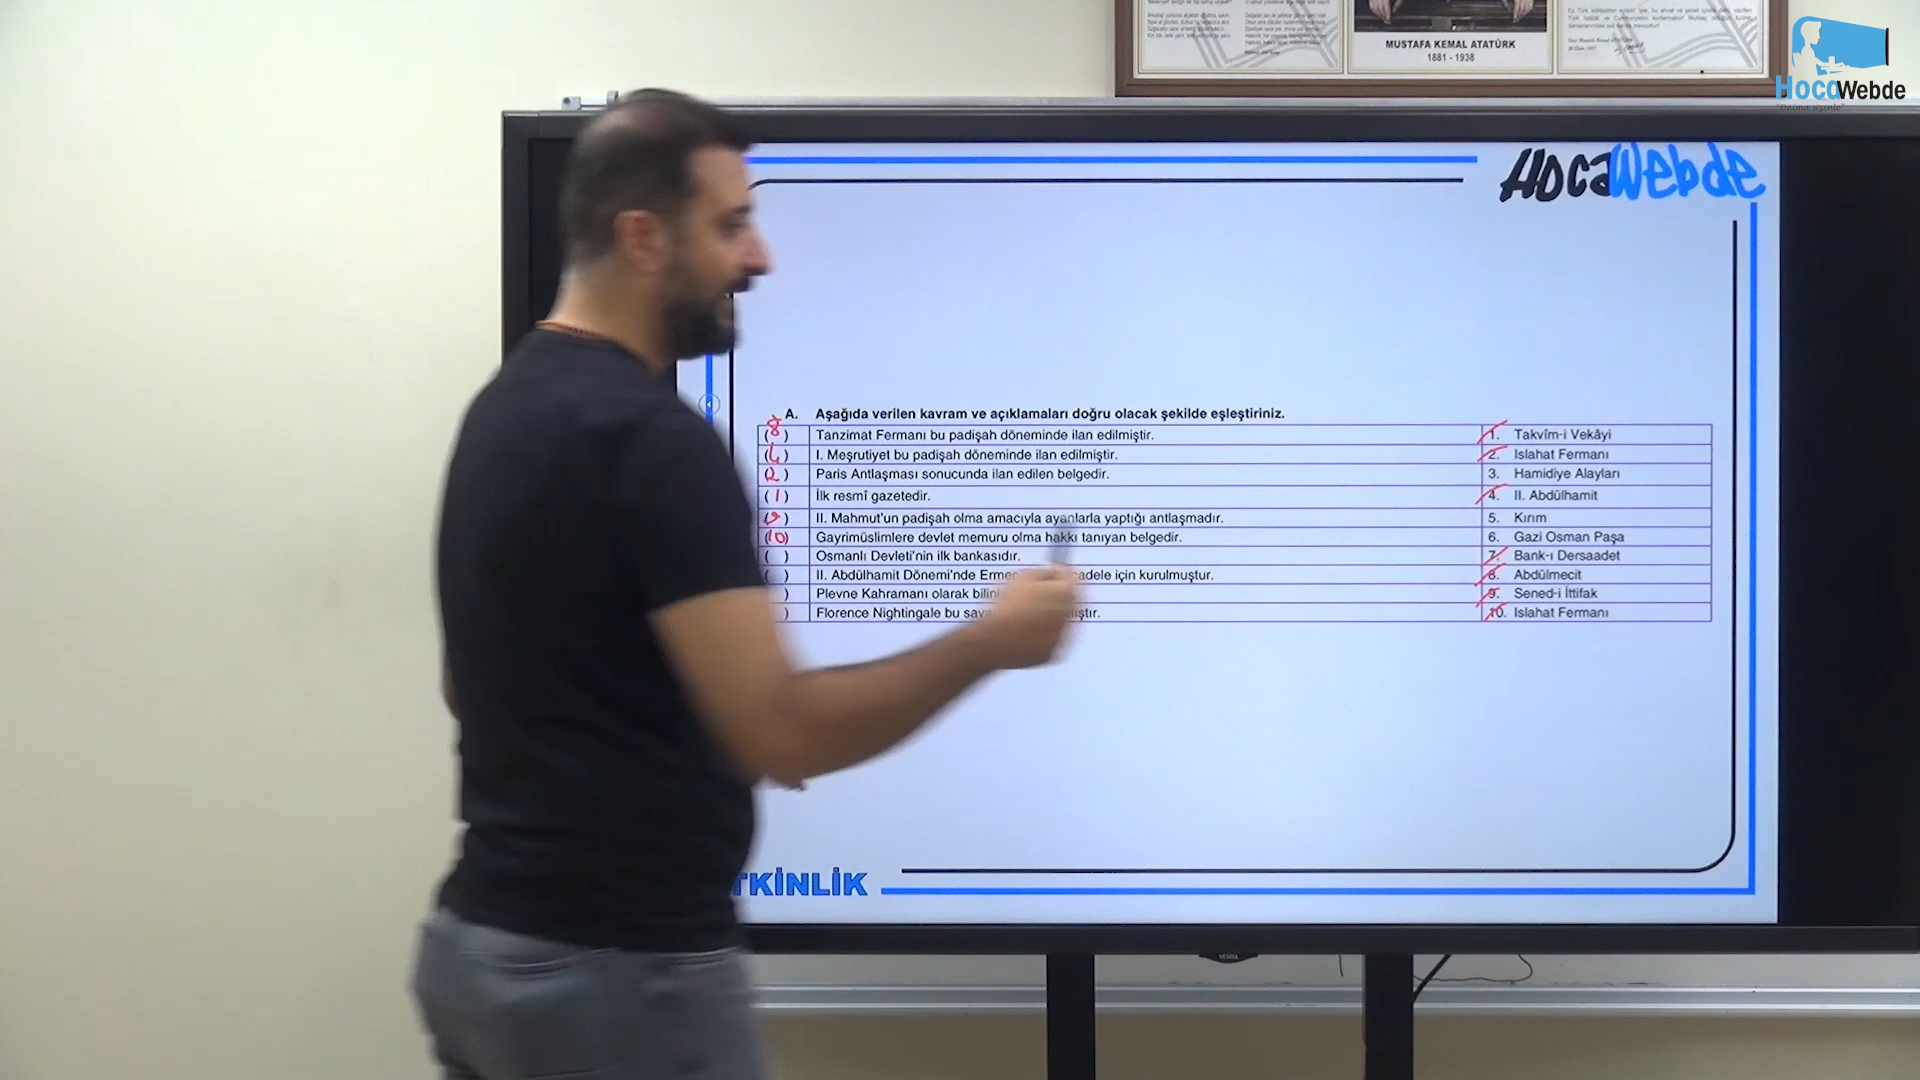 MUSTAFA KEMAL ATATÜRK
1881 - 1938
HocaWebde
HocaWebde
A. Aşağıda verilen kavram ve açıklamaları doğru olacak şekilde eşleştiriniz.
(8) Tanzimat Fermanı bu padişah döneminde ilan edilmiştir. 1. Takvîm-i Vekâyi
(4) I. Meşrutiyet bu padişah döneminde ilan edilmiştir. 2. Islahat Fermanı
(2) Paris Antlaşması sonucunda ilan edilen belgedir. 3. Hamidiye Alayları
(1) İlk resmî gazetedir. 4. II. Abdülhamit
(9) II. Mahmut'un padişah olma amacıyla ayanlarla yaptığı antlaşmadır. 5. Kırım
(10) Gayrimüslimlere devlet memuru olma hakkı tanıyan belgedir. 6. Gazi Osman Paşa
( ) Osmanlı Devleti'nin ilk bankasıdır. 7. Bank-ı Dersaadet
( ) II. Abdülhamit Dönemi'nde için kurulmuştur. 8. Abdülmecit
) Plevne Kahramanı olarak 9. Sened-i İttifak
) Florence Nightingale bu 10. Islahat Fermanı
TKİNLİK